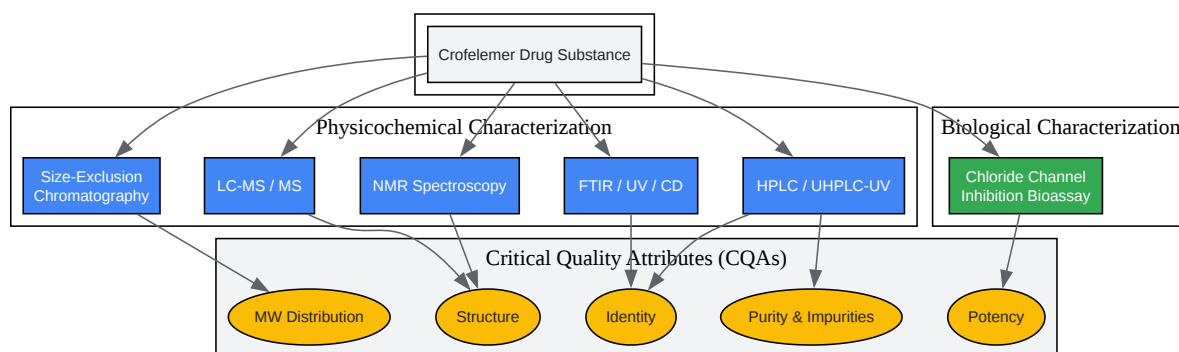 Crofelemer Drug Substance
Physicochemical Characterization
Biological Characterization
Size-Exclusion
Chromatography
LC-MS / MS
NMR Spectroscopy
FTIR / UV / CD
HPLC / UHPLC-UV
Chloride Channel
Inhibition Bioassay
Critical Quality Attributes (CQAs)
MW Distribution
Structure
Identity
Purity & Impurities
Potency